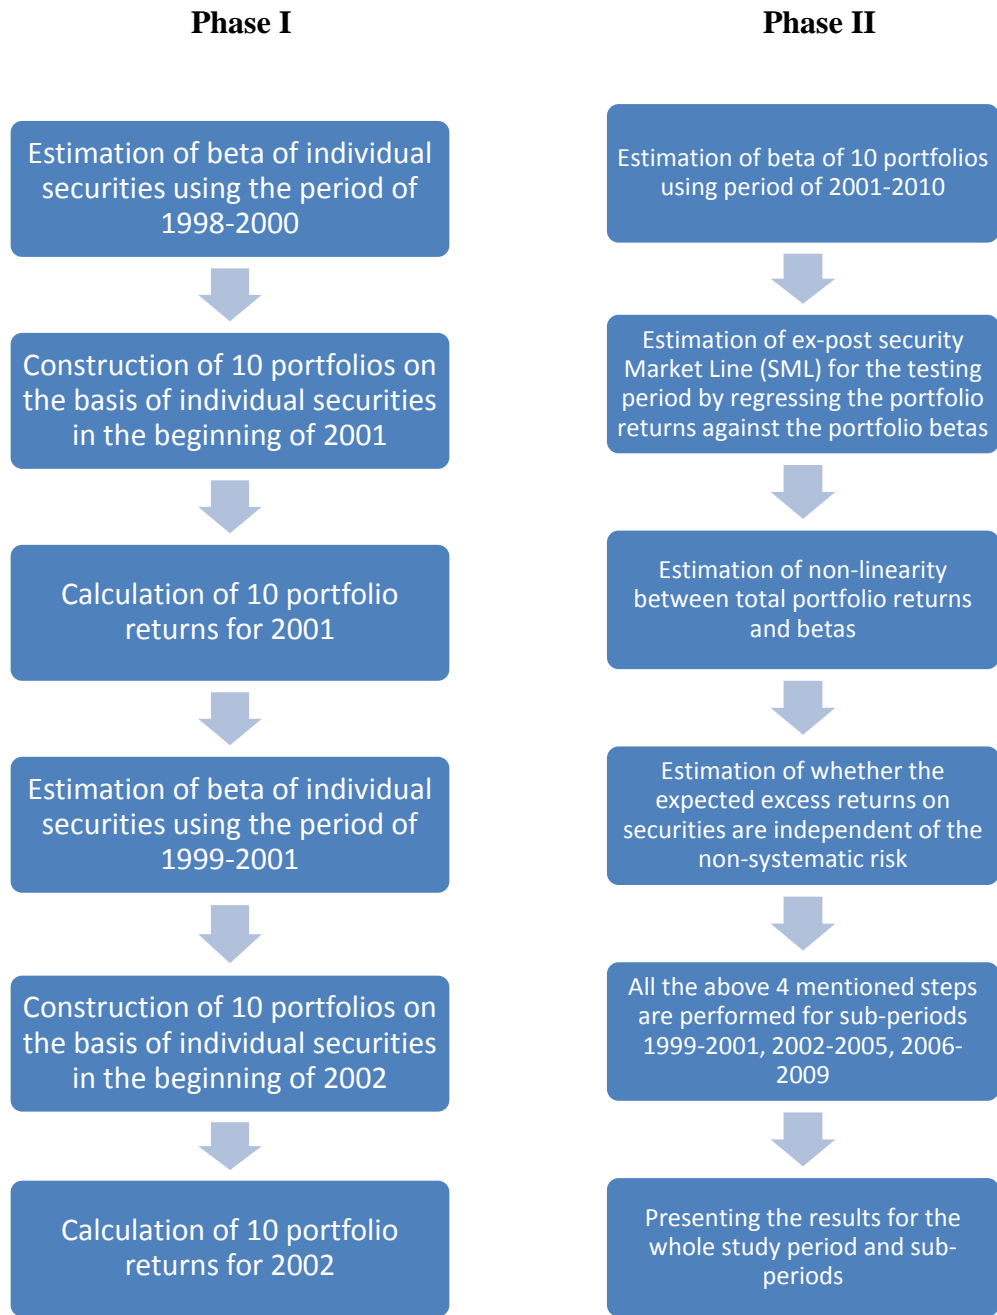 Phase I
Estimation of beta of individual
securities using the period of
1998-2000
Construction of 10 portfolios on
the basis of individual securities
in the beginning of 2001
Calculation of 10 portfolio
returns for 2001
Estimation of beta of individual
securities using the period of
1999-2001
Construction of 10 portfolios on
the basis of individual securities
in the beginning of 2002
Calculation of 10 portfolio
returns for 2002
Phase II
Estimation of beta of 10 portfolios
using period of 2001-2010
Estimation of ex-post security
Market Line (SML) for the testing
period by regressing the portfolio
returns against the portfolio betas
Estimation of non-linearity
between total portfolio returns
and betas
Estimation of whether the
expected excess returns on
securities are independent of the
non-systematic risk
All the above 4 mentioned steps
are performed for sub-periods
1999-2001, 2002-2005, 2006-
2009
Presenting the results for the
whole study period and sub-
periods